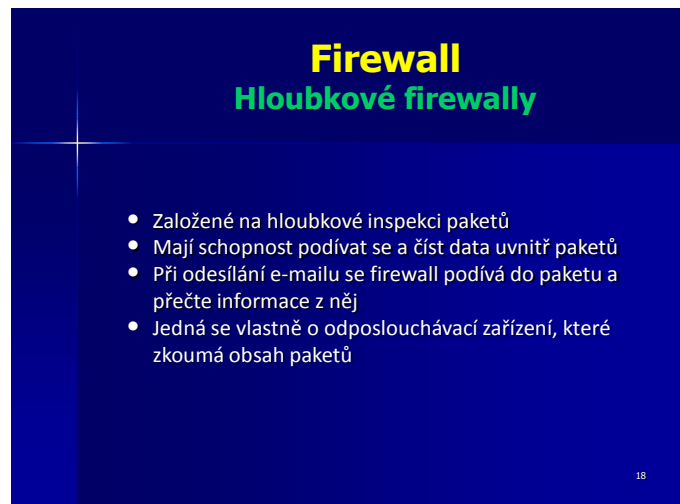 Firewall
Hloubkové firewally
• Založené na hloubkové inspekci paketů
• Mají schopnost podívat se a číst data uvnitř paketů
• Při odesílání e-mailu se firewall podívá do paketu a
přečte informace z něj
• Jedná se vlastně o odposlouchávací zařízení, které
zkoumá obsah paketů
18